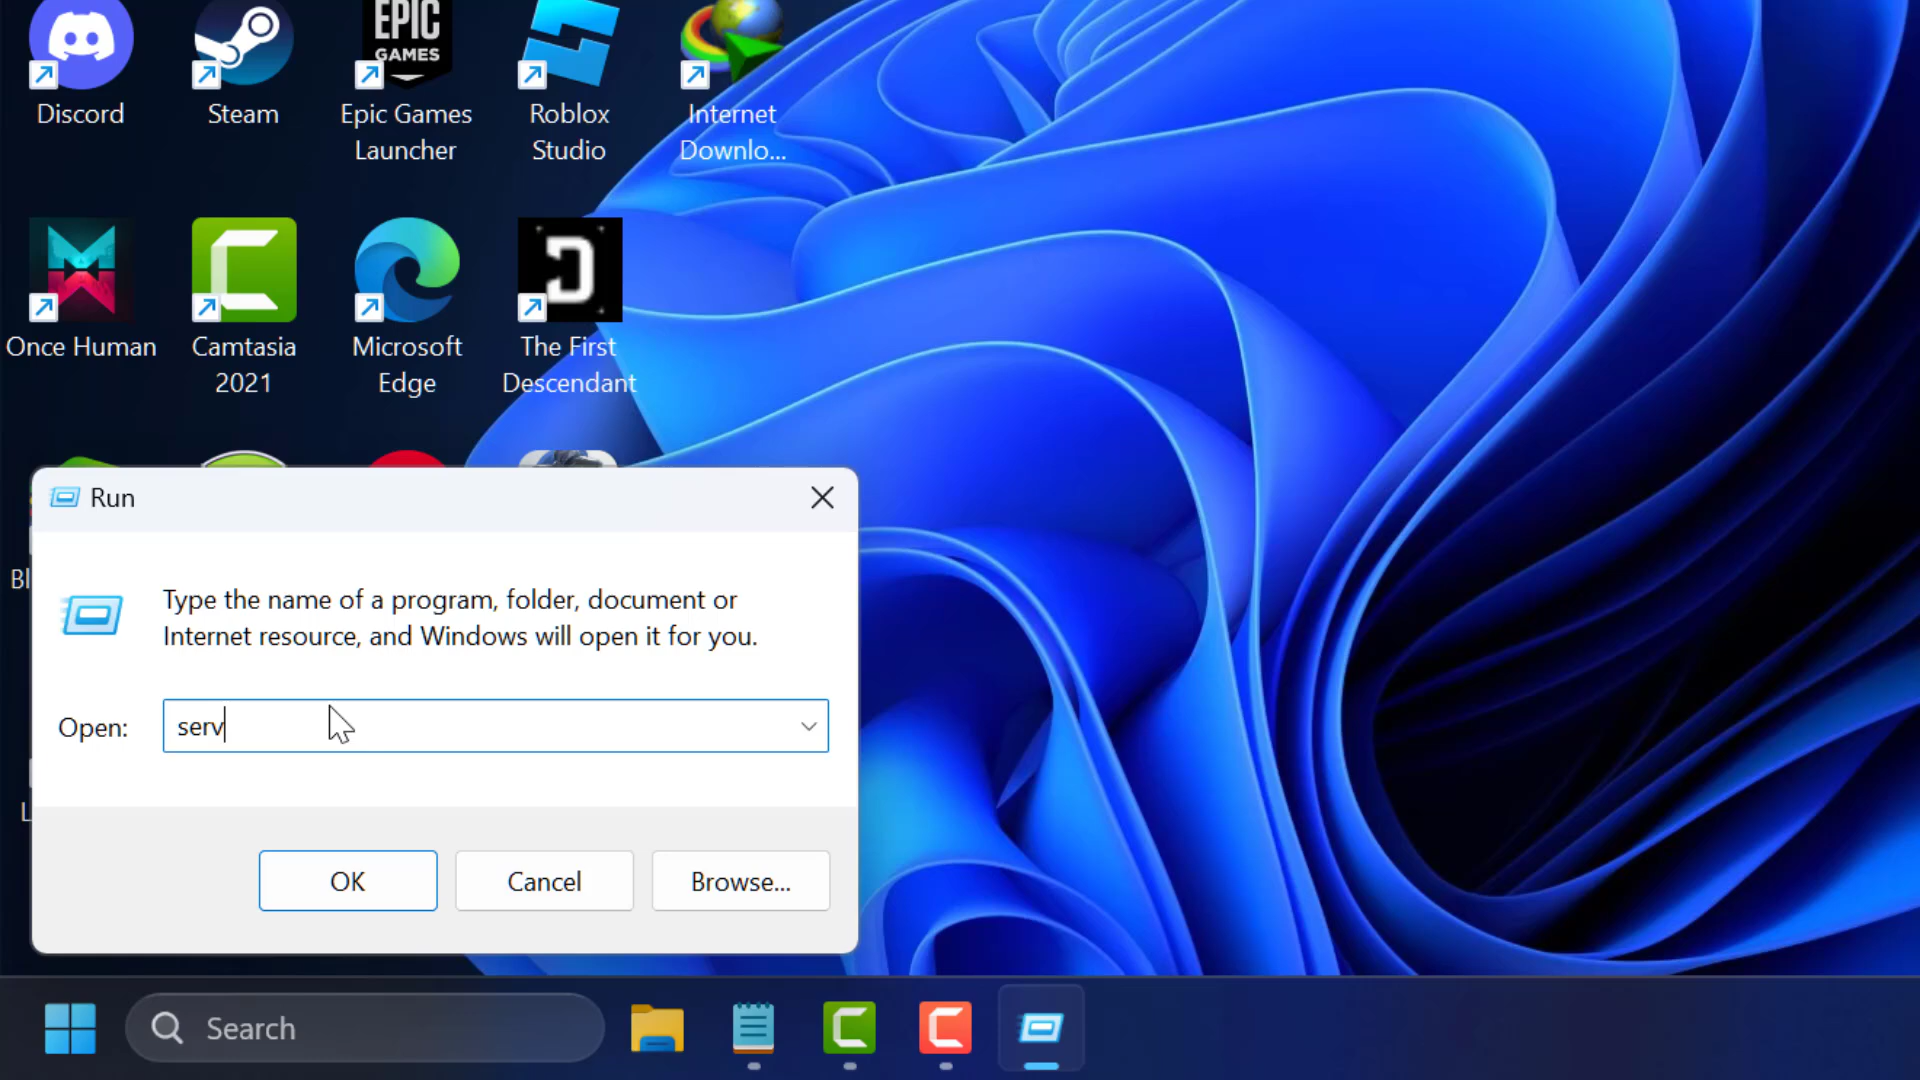 EPIC
GAMES
Discord
Steam
Epic Games
Launcher
Roblox
Studio
Internet
Downlo...
Once Human
Camtasia
2021
Microsoft
Edge
The First
Descendant
Bl
L
Run
Type the name of a program, folder, document or
Internet resource, and Windows will open it for you.
Open:
serv
OK
Cancel
Browse...
Search